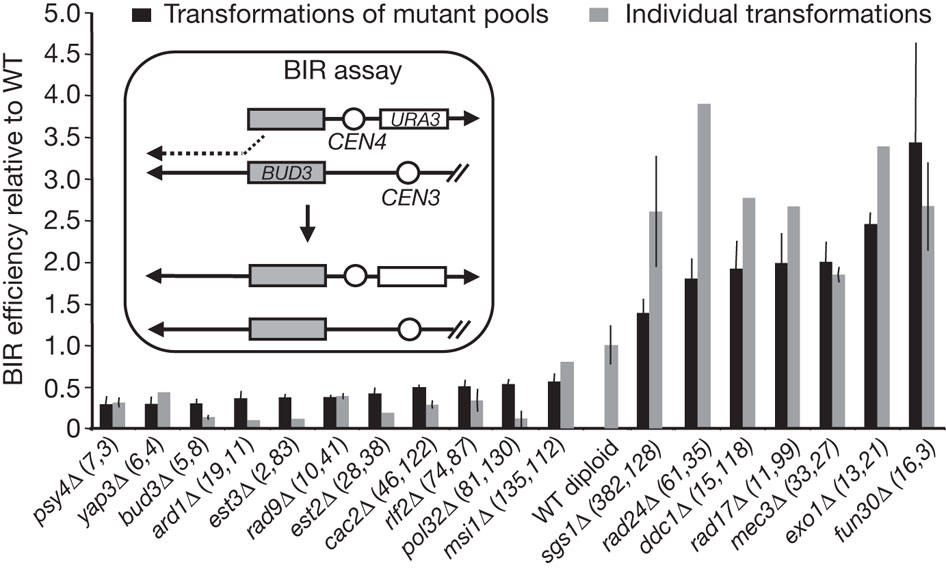 Transformations of mutant pools
Individual transformations
BIR efficiency relative to WT
5.0
4.5
4.0
3.5
3.0
2.5
2.0
1.5
1.0
0.5
0
BIR assay
URA3
CEN4
BUD3
CEN3
psy4Δ (7,3)
yap3Δ (6,4)
bud3Δ (5,8)
ard1Δ (19,11)
est3Δ (2,83)
rad9Δ (10,41)
est2Δ (28,38)
cac2Δ (46,122)
rif2Δ (74,87)
pol32Δ (81,130)
msi1Δ (135,112)
WT diploid
sgs1Δ (382,128)
rad24Δ (61,35)
ddc1Δ (15,118)
rad17Δ (11,99)
mec3Δ (33,27)
exo1Δ (13,21)
fun30Δ (16,3)